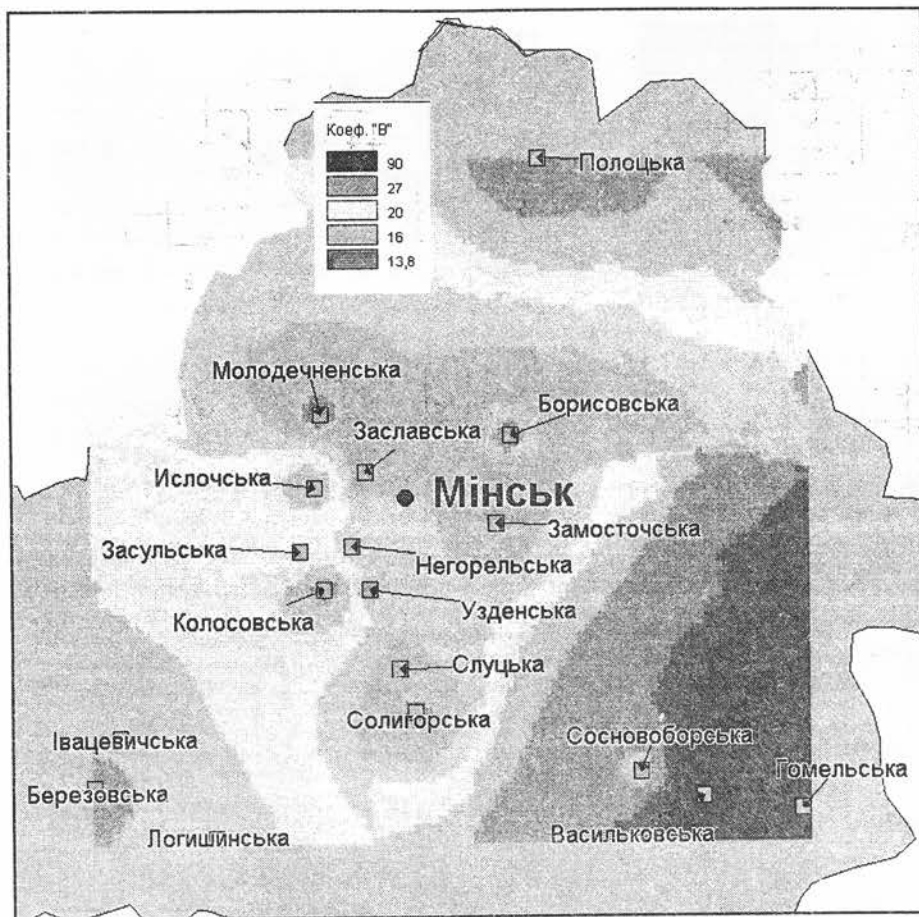 Коеф. "В"
90
27
20
16
13,8
Полоцька
Молодечненська
Борисовська
Заславська
Ислочська
Мінськ
Замосточська
Засульська
Негорельська
Колосовська
Узденська
Слуцька
Солигорська
Івацевичська
Сосновоборська
Гомельська
Березовська
Логишинська
Васильковська